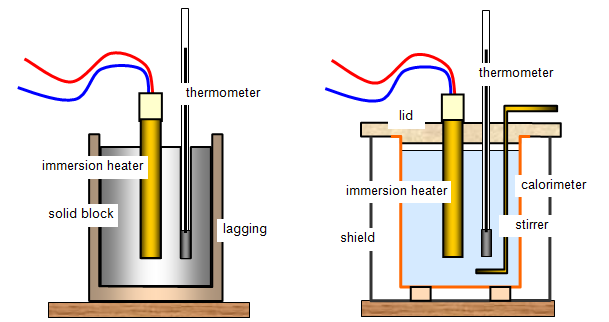 thermometer
immersion heater
solid block
lagging
thermometer
lid
immersion heater
calorimeter
stirrer
shield